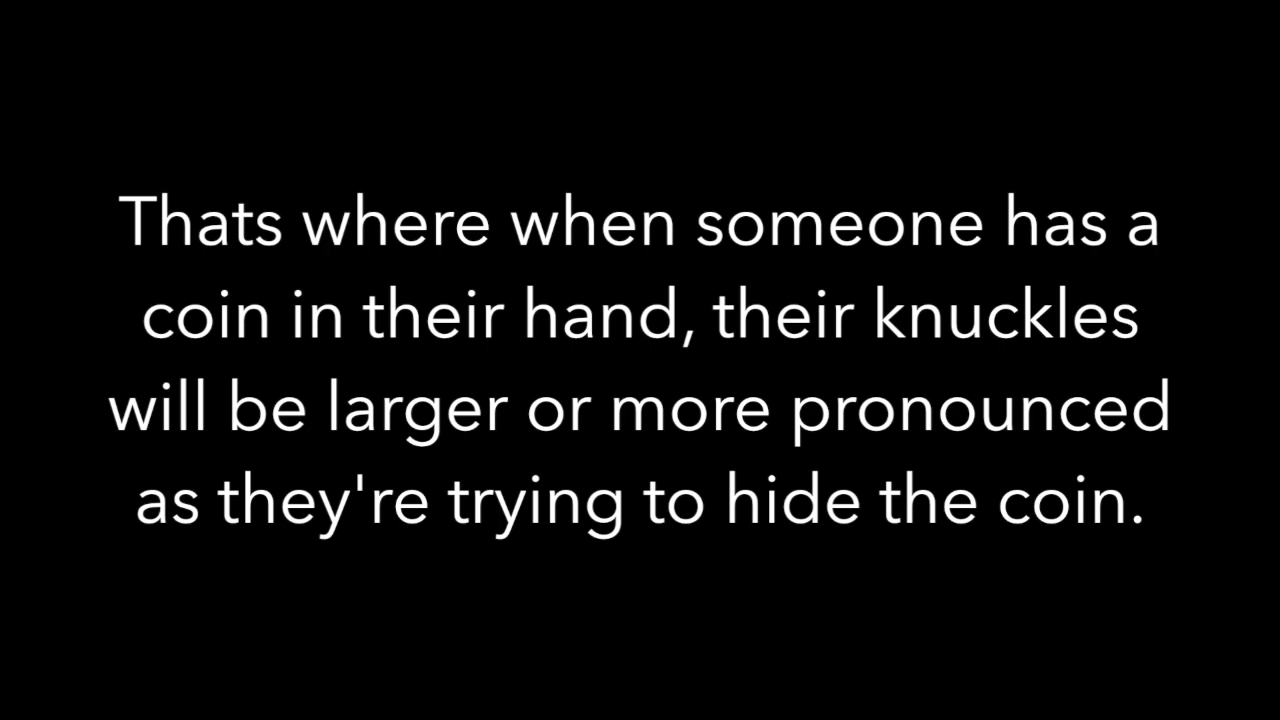 Thats where when someone has a
coin in their hand, their knuckles
will be larger or more pronounced
as they're trying to hide the coin.